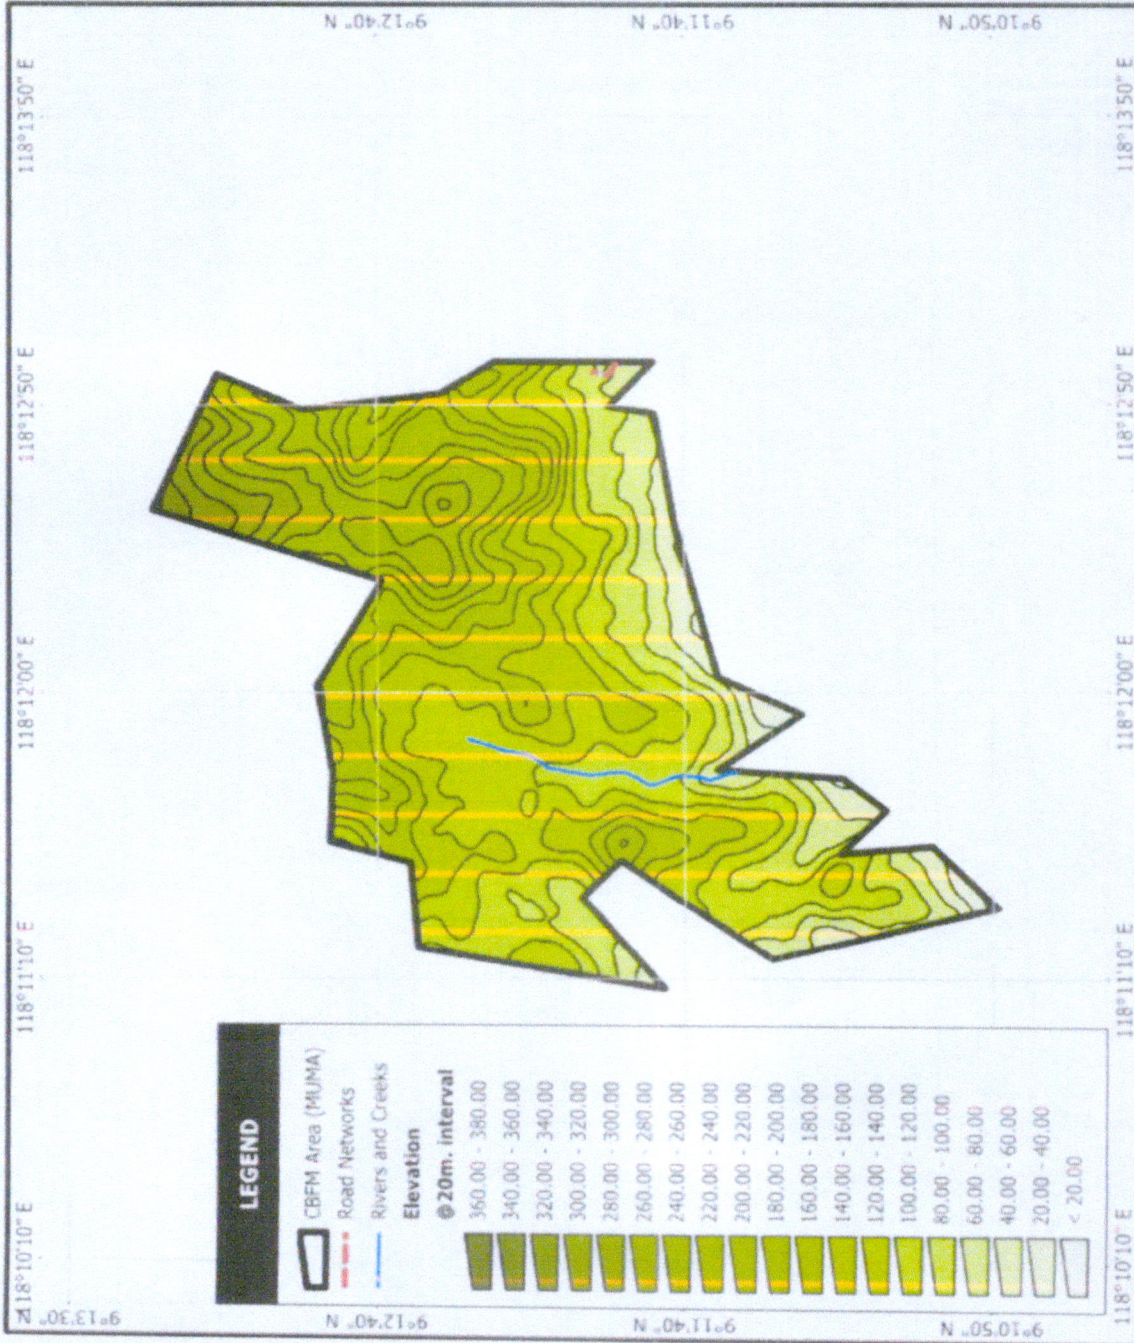 118°10'10" E
118°11'10" E
118°12'00" E
118°12'50" E
118°13'50" E
9°13'30" N
9°12'40" N
9°11'40" N
9°10'50" N
9°12'40" N
9°11'40" N
9°10'50" N
LEGEND
CBFM Area (MUMA)
Road Networks
Rivers and Creeks
Elevation
@20m. interval
360.00 - 380.00
340.00 - 360.00
320.00 - 340.00
300.00 - 320.00
280.00 - 300.00
260.00 - 280.00
240.00 - 260.00
220.00 - 240.00
200.00 - 220.00
180.00 - 200.00
160.00 - 180.00
140.00 - 160.00
120.00 - 140.00
100.00 - 120.00
80.00 - 100.00
60.00 - 80.00
40.00 - 60.00
20.00 - 40.00
< 20.00
118°10'10" E
118°11'10" E
118°12'00" E
118°12'50" E
118°13'50" E